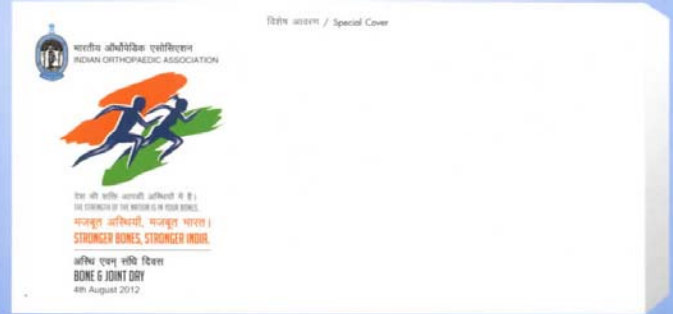 विशेष आवरण / Special Cover
भारतीय ऑर्थोपेडिक एसोसिएशन
INDIAN ORTHOPAEDIC ASSOCIATION
देश की शक्ति आपकी अस्थियों में है।
THE STRENGTH OF THE NATION IS IN YOUR BONES.
मजबूत अस्थियाँ, मजबूत भारत।
STRONGER BONES, STRONGER INDIA.
अस्थि एवम् संधि दिवस
BONE & JOINT DAY
4th August 2012